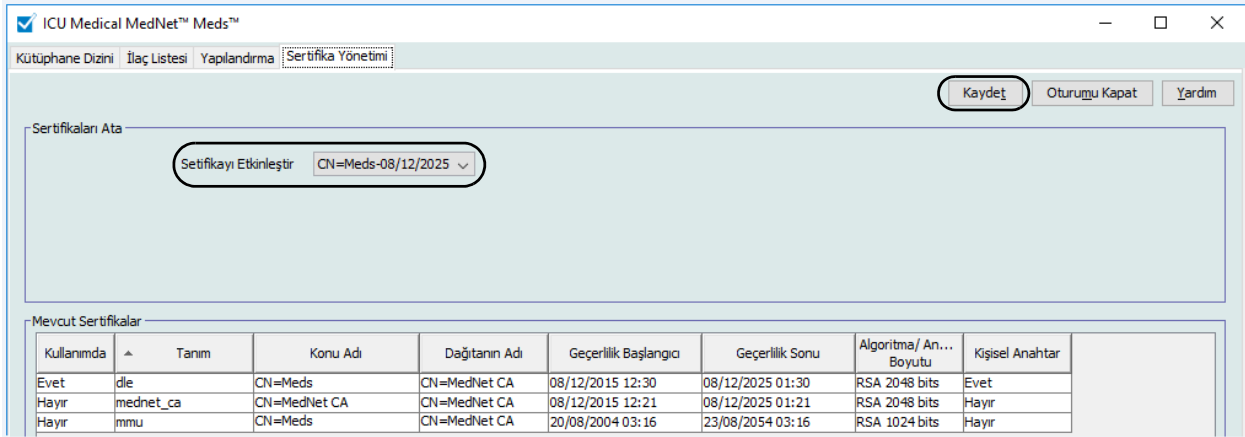 ICU Medical MedNet™ Meds™
Kütüphane Dizini İlaç Listesi Yapılandırma Sertifika Yönetimi
Kaydet Oturumu Kapat Yardım
Sertifikaları Ata
Setifikayı Etkinleştir CN=Meds-08/12/2025
Mevcut Sertifikalar
Kullanımda Tanım Konu Adı Dağıtanın Adı Geçerlilik Başlangıcı Geçerlilik Sonu Algoritma/ An... Boyutu Kişisel Anahtar
Evet dle CN=Meds CN=MedNet CA 08/12/2015 12:30 08/12/2025 01:30 RSA 2048 bits Evet
Hayır mednet_ca CN=MedNet CA CN=MedNet CA 08/12/2015 12:21 08/12/2025 01:21 RSA 2048 bits Hayır
Hayır mmu CN=Meds CN=MedNet CA 20/08/2004 03:16 23/08/2054 03:16 RSA 1024 bits Hayır